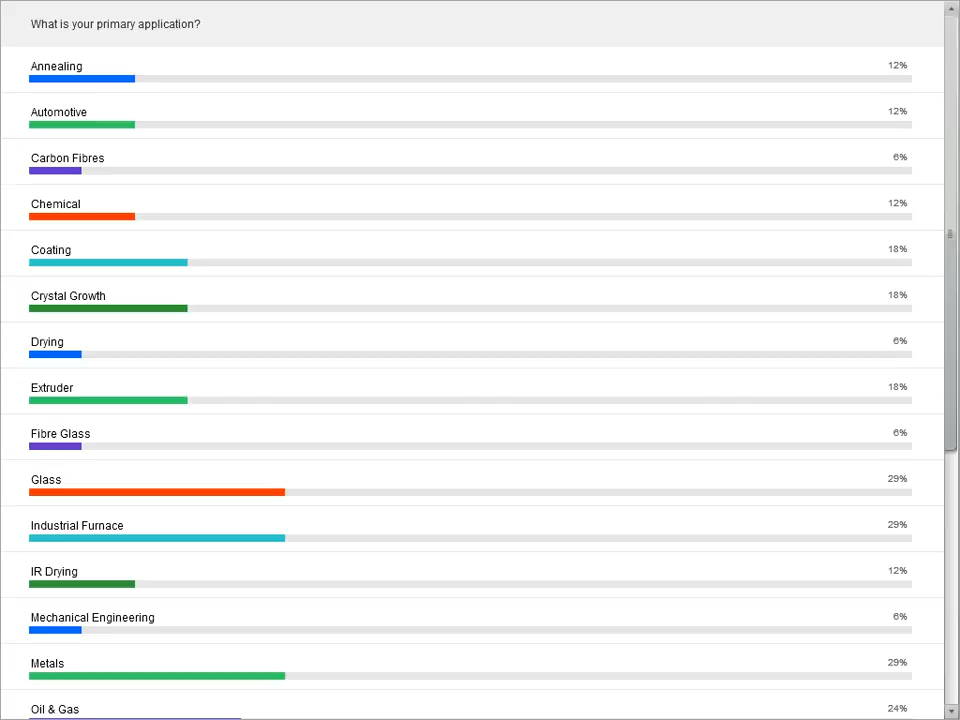 What is your primary application?
Annealing 12%
Automotive 12%
Carbon Fibres 6%
Chemical 12%
Coating 18%
Crystal Growth 18%
Drying 6%
Extruder 18%
Fibre Glass 6%
Glass 29%
Industrial Furnace 29%
IR Drying 12%
Mechanical Engineering 6%
Metals 29%
Oil & Gas 24%